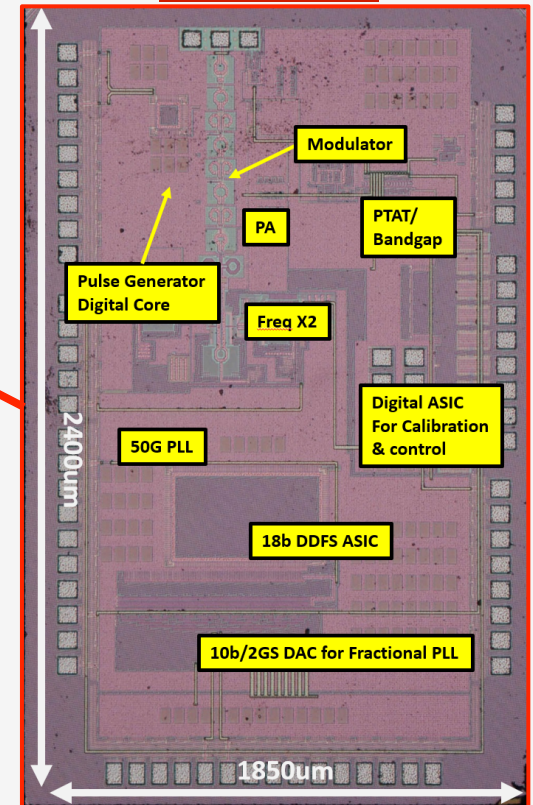 Modulator
PTAT/
Bandgap
PA
Pulse Generator
Digital Core
Freq X2
Digital ASIC
For Calibration
& control
2400um
50G PLL
18b DDFS ASIC
10b/2GS DAC for Fractional PLL
1850um